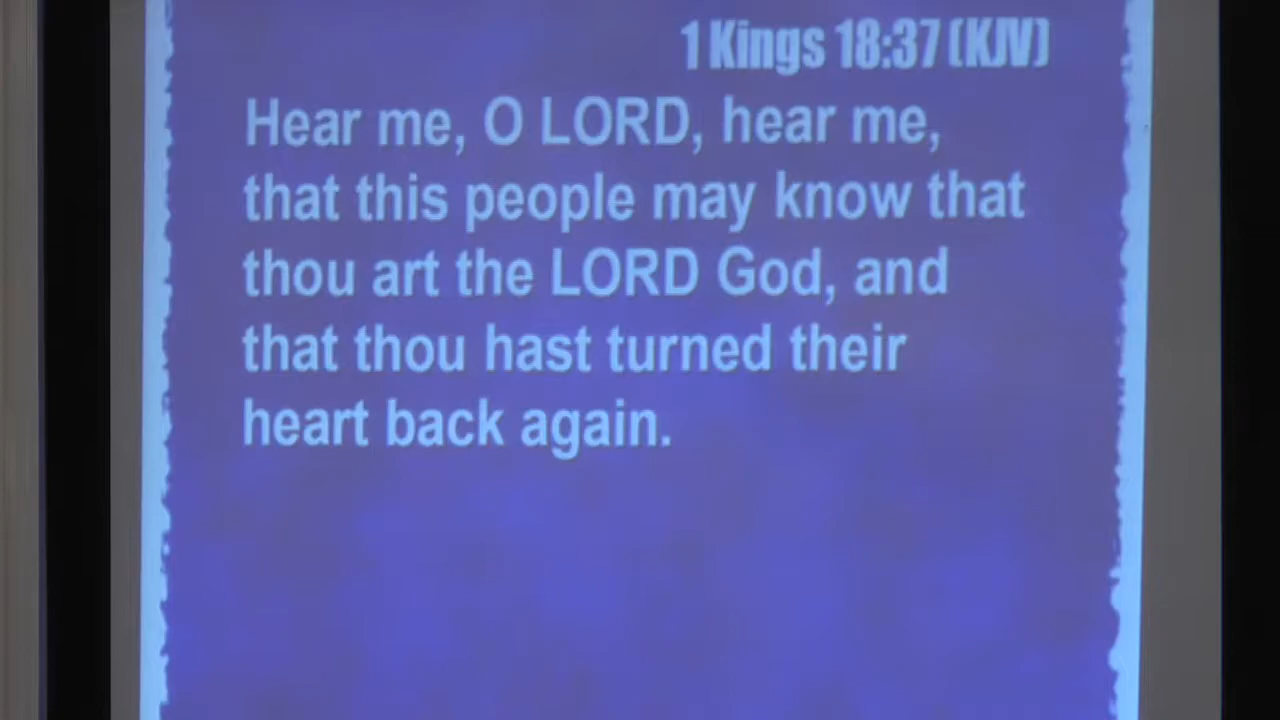 1 Kings 18:37 (KJV)
Hear me, O LORD, hear me,
that this people may know that
thou art the LORD God, and
that thou hast turned their
heart back again.